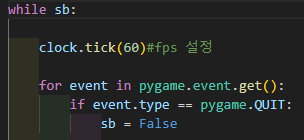 while sb:
    clock.tick(60)#fps 설정
    for event in pygame.event.get():
        if event.type == pygame.QUIT:
            sb = False